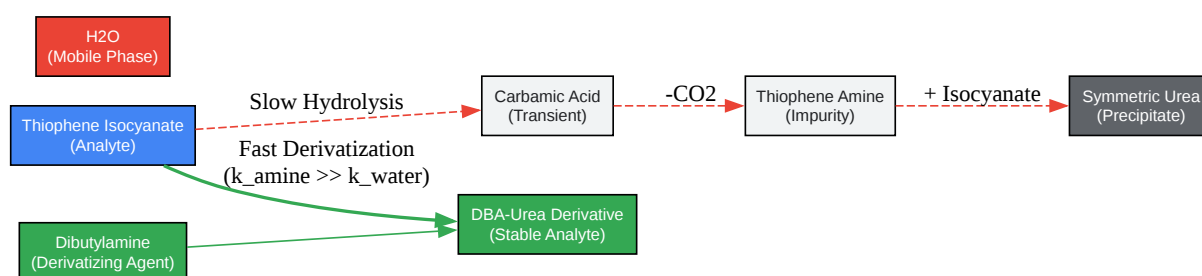 H2O
(Mobile Phase)
Thiophene Isocyanate
(Analyte)
Slow Hydrolysis
Carbamic Acid
(Transient)
-CO2
Thiophene Amine
(Impurity)
+ Isocyanate
Symmetric Urea
(Precipitate)
Fast Derivatization
(k_amine >> k_water)
DBA-Urea Derivative
(Stable Analyte)
Dibutylamine
(Derivatizing Agent)